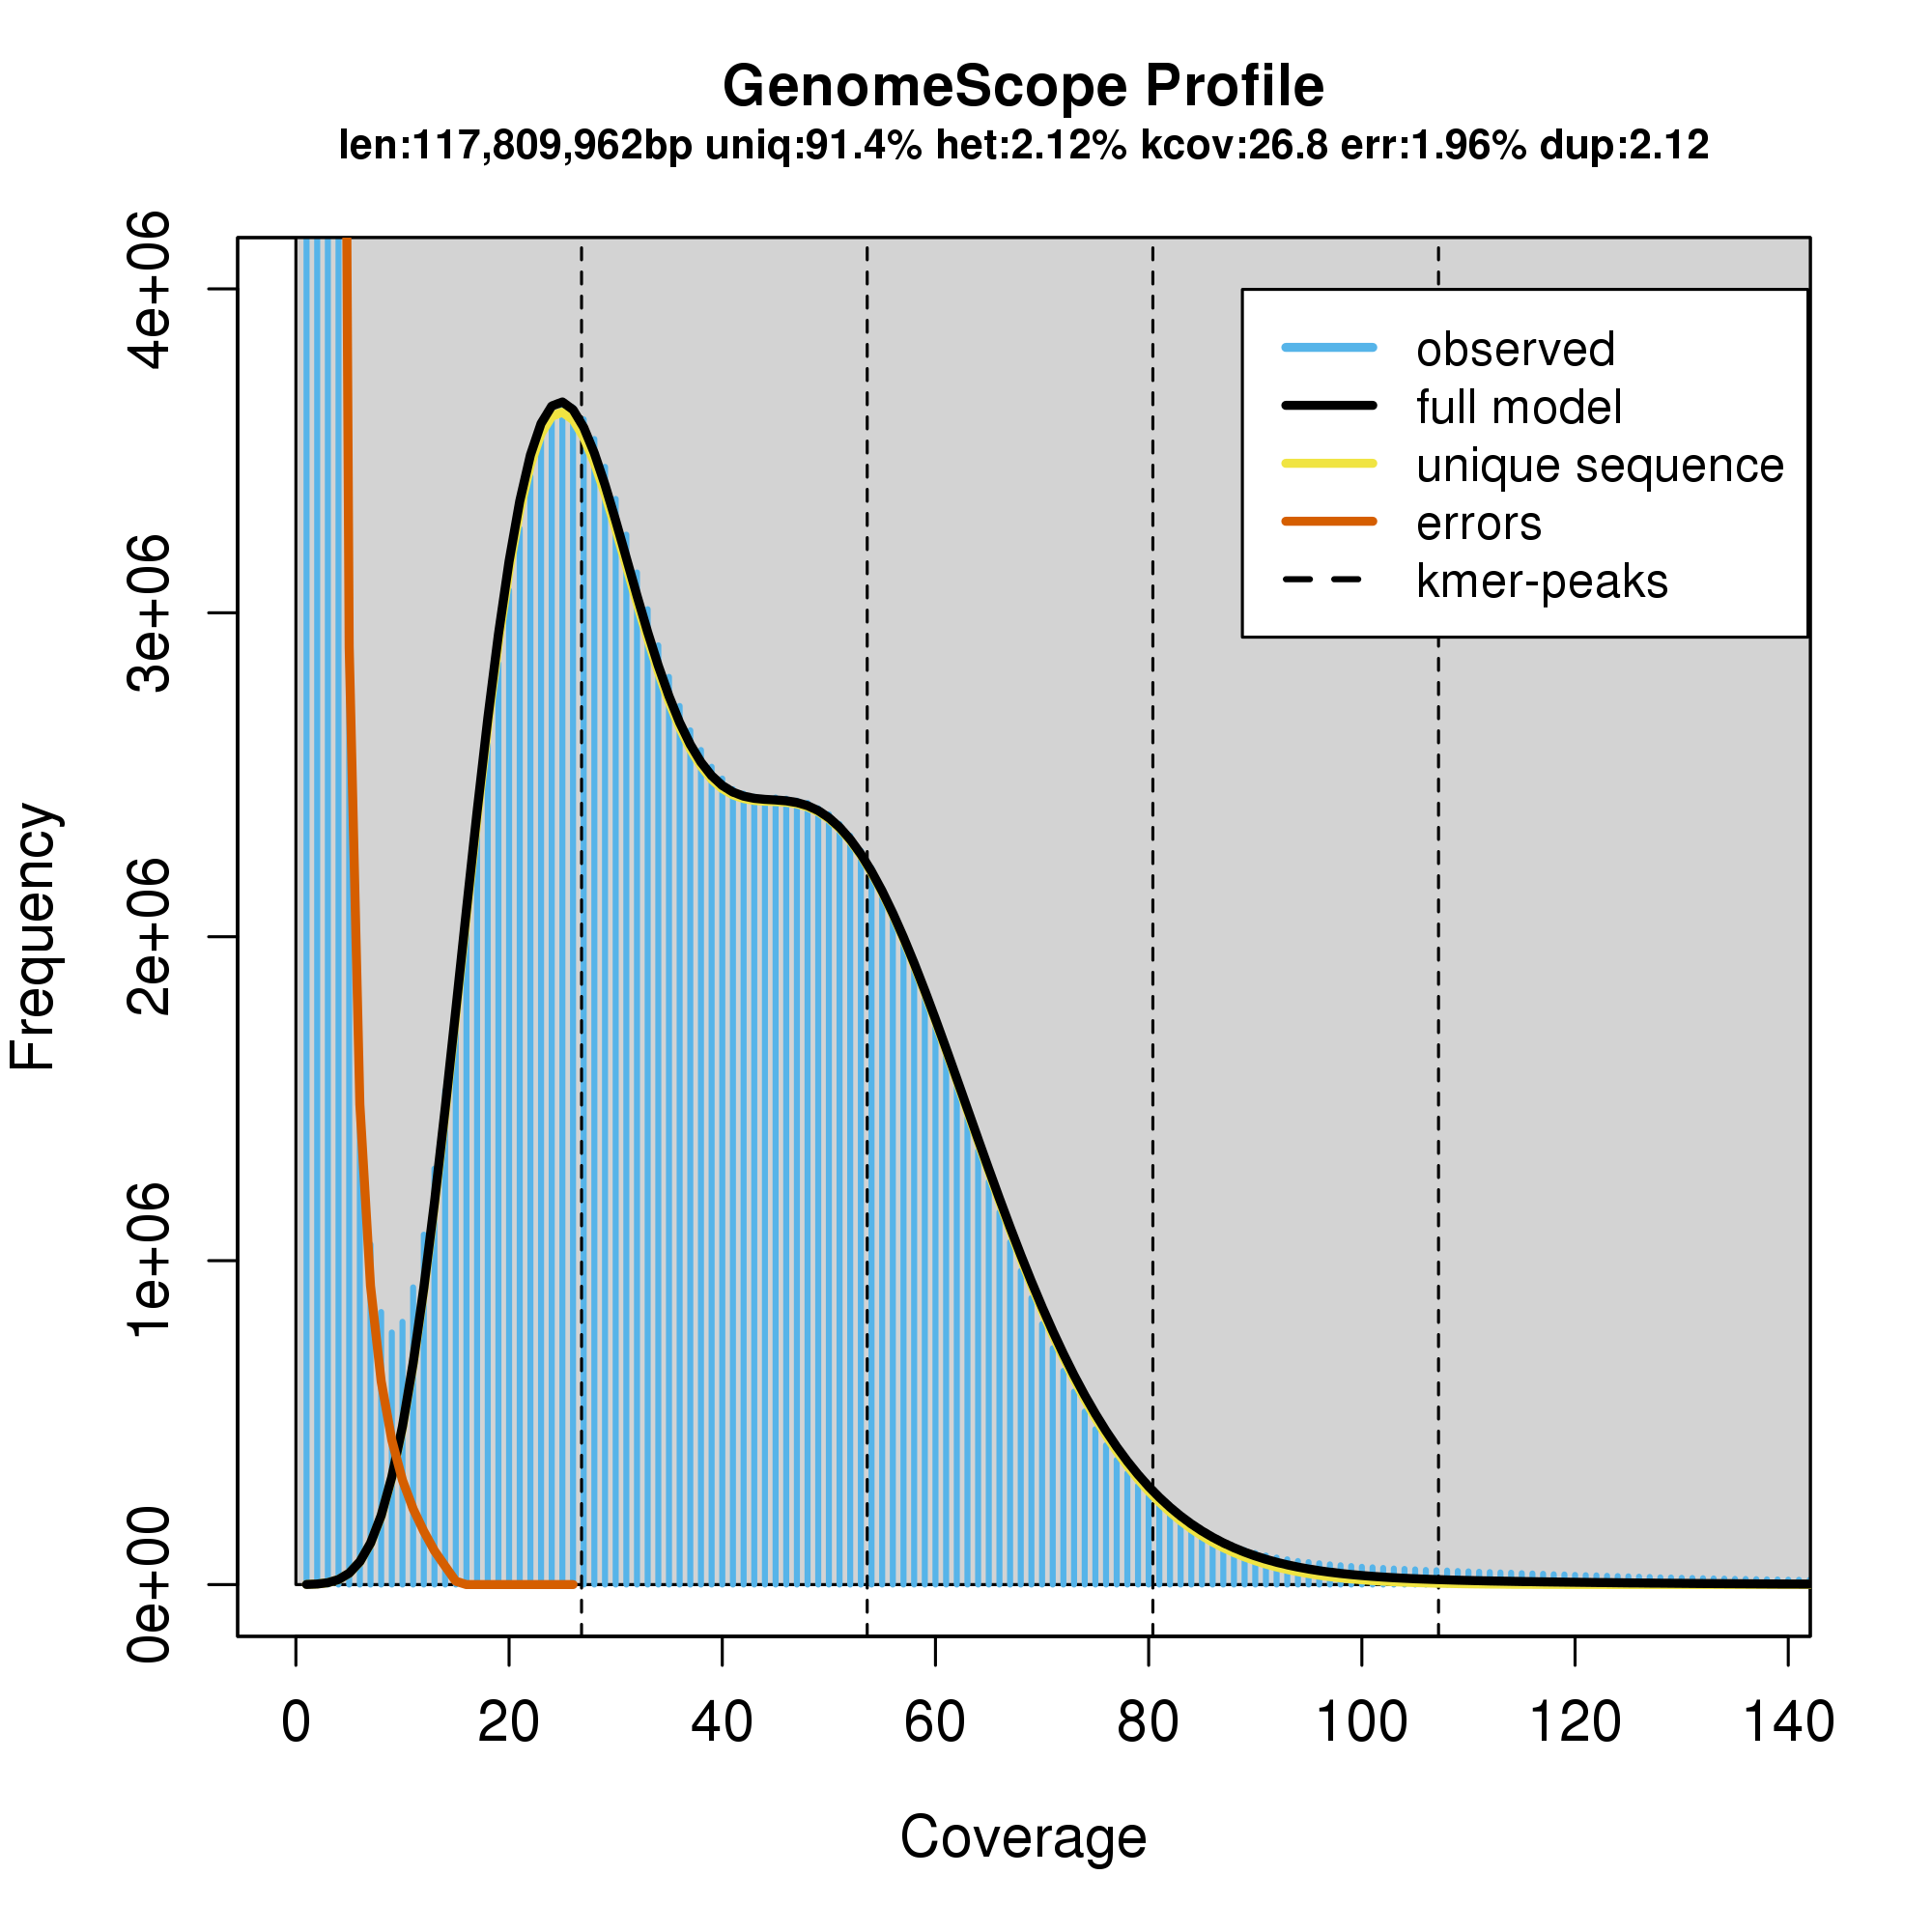 GenomeScope Profile
len:117,809,962bp uniq:91.4% het:2.12% kcov:26.8 err:1.96% dup:2.12
observed
full model
unique sequence
errors
kmer-peaks
Frequency
4e+06
3e+06
2e+06
1e+06
0e+00
0 20 40 60 80 100 120 140
Coverage